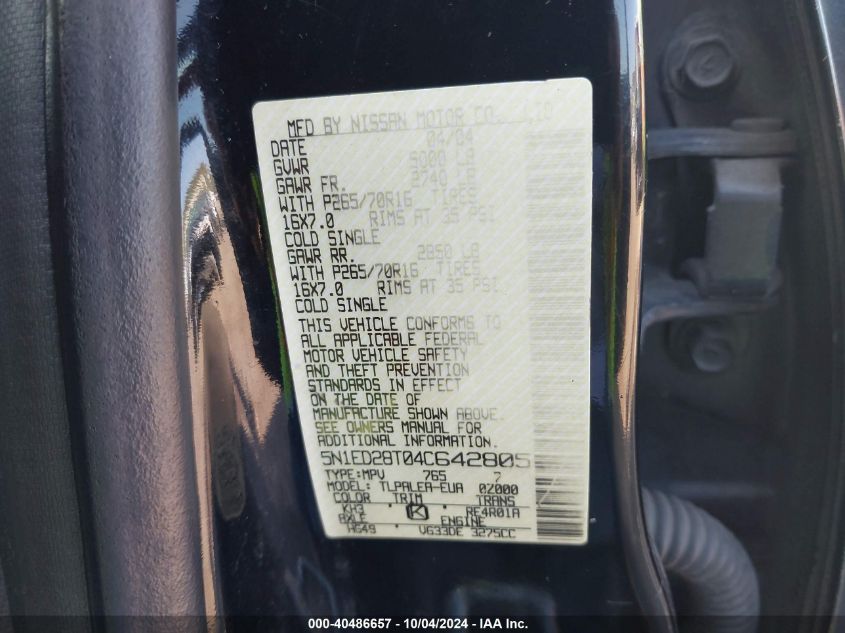 MFD BY NISSAN MOTOR CO., LTD
DATE 04/04
GVWR 5000 LB
GAWR FR. 2740 LB
WITH P265/70R16 TIRES
16X7.0 RIMS AT 35 PSI
COLD SINGLE
GAWR RR. 2850 LB
WITH P265/70R16 TIRES
16X7.0 RIMS AT 35 PSI
COLD SINGLE
THIS VEHICLE CONFORMS TO
ALL APPLICABLE FEDERAL
MOTOR VEHICLE SAFETY
AND THEFT PREVENTION
STANDARDS IN EFFECT
ON THE DATE OF
MANUFACTURE SHOWN ABOVE.
SEE OWNERS MANUAL FOR
ADDITIONAL INFORMATION
5N1ED28T04C642805
TYPE:MPV 765 7
MODEL: TLPALEA-EUA 0Z000
COLOR TRIM TRANS
KH3 K RE4R01A
AXLE ENGINE
HG49 VG33DE 3275CC
000-40486657 - 10/04/2024 - IAA Inc.